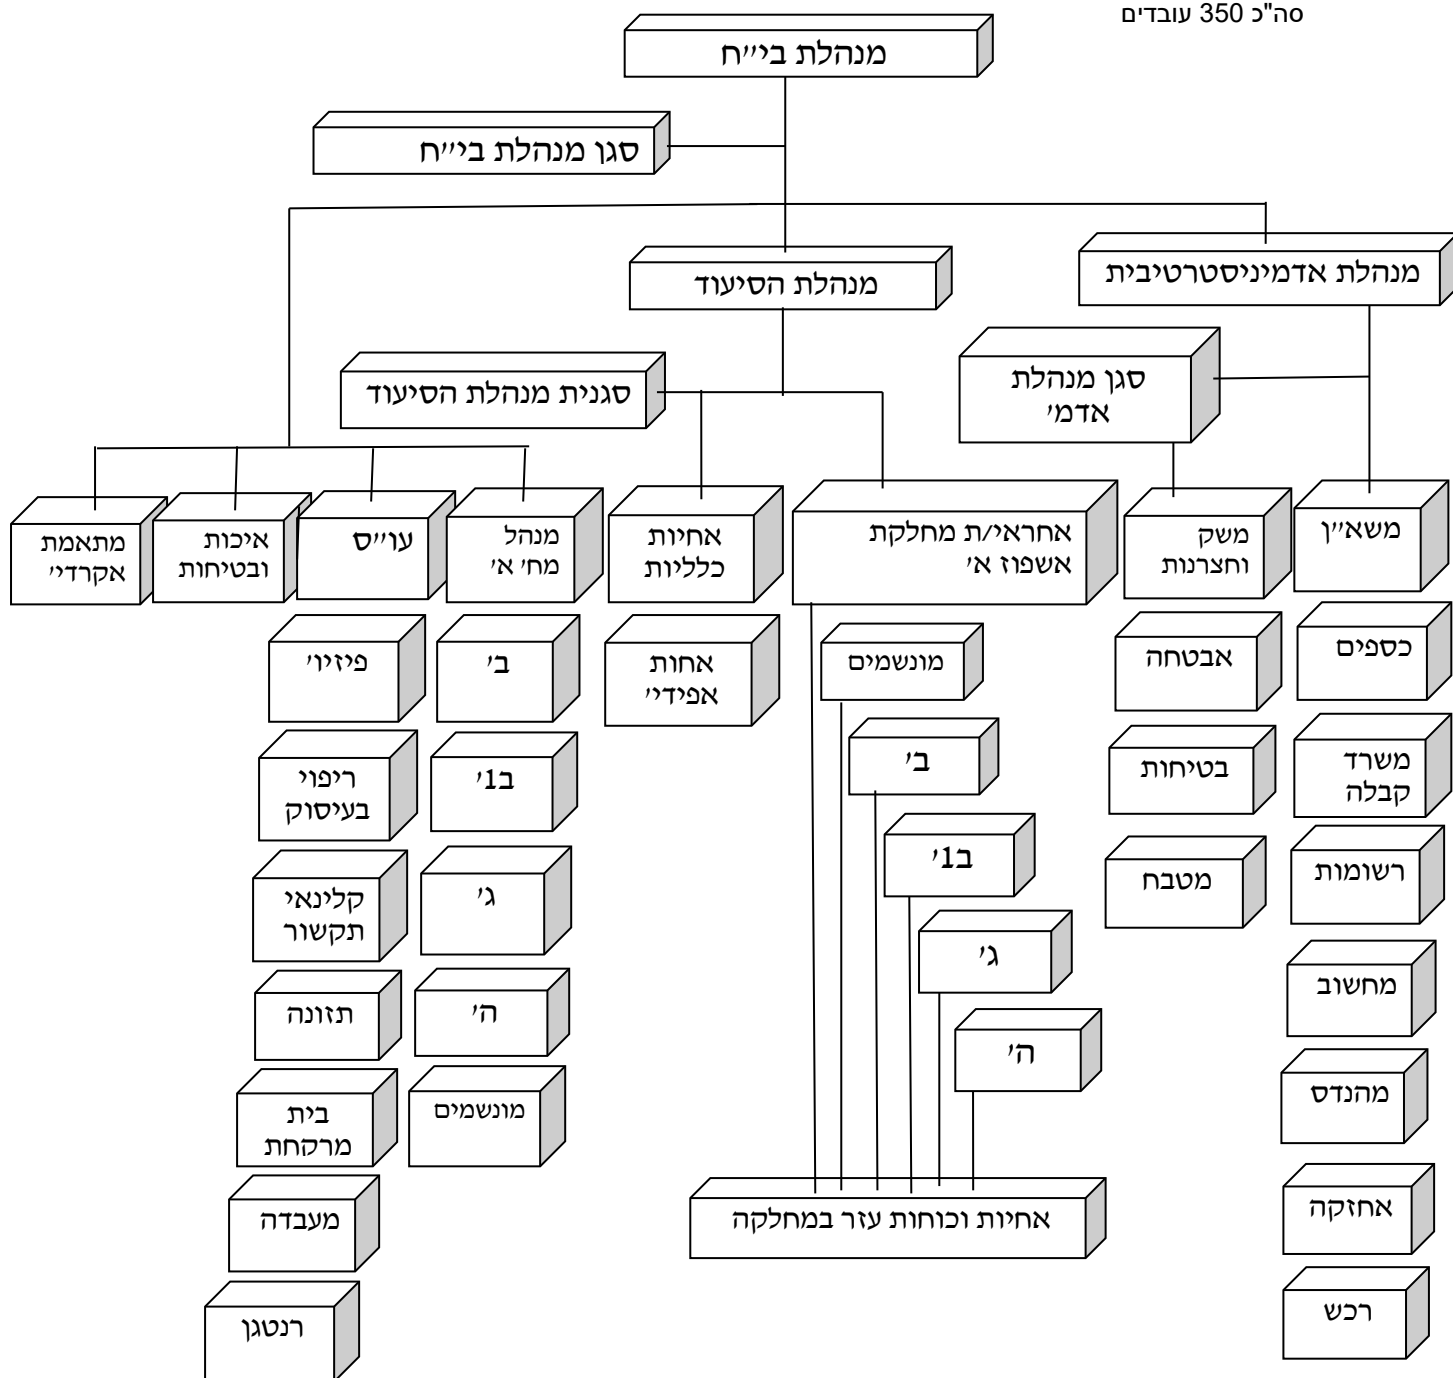 סה"כ 350 עובדים
מנהלת בי״ח
סגן מנהלת בי״ח
מנהלת אדמיניסטרטיבית
מנהלת הסיעוד
סגן מנהלת
אדמ׳
סגנית מנהלת הסיעוד
משא״ן
משק
וחצרנות
אחראי/ת מחלקת
אשפוז א׳
אחיות
כלליות
מנהל
מח׳ א׳
עו״ס
איכות
ובטיחות
מתאמת
אקרדי׳
כספים
אבטחה
מונשמים
אחות
אפידי׳
ב׳
פיזיו׳
משרד
קבלה
בטיחות
ב׳
ב1׳
ריפוי
בעיסוק
רשומות
מטבח
ב1׳
ג׳
קלינאי
תקשור
מחשוב
ג׳
ה׳
תזונה
מהנדס
ה׳
מונשמים
בית
מרקחת
אחזקה
אחיות וכוחות עזר במחלקה
מעבדה
רכש
רנטגן